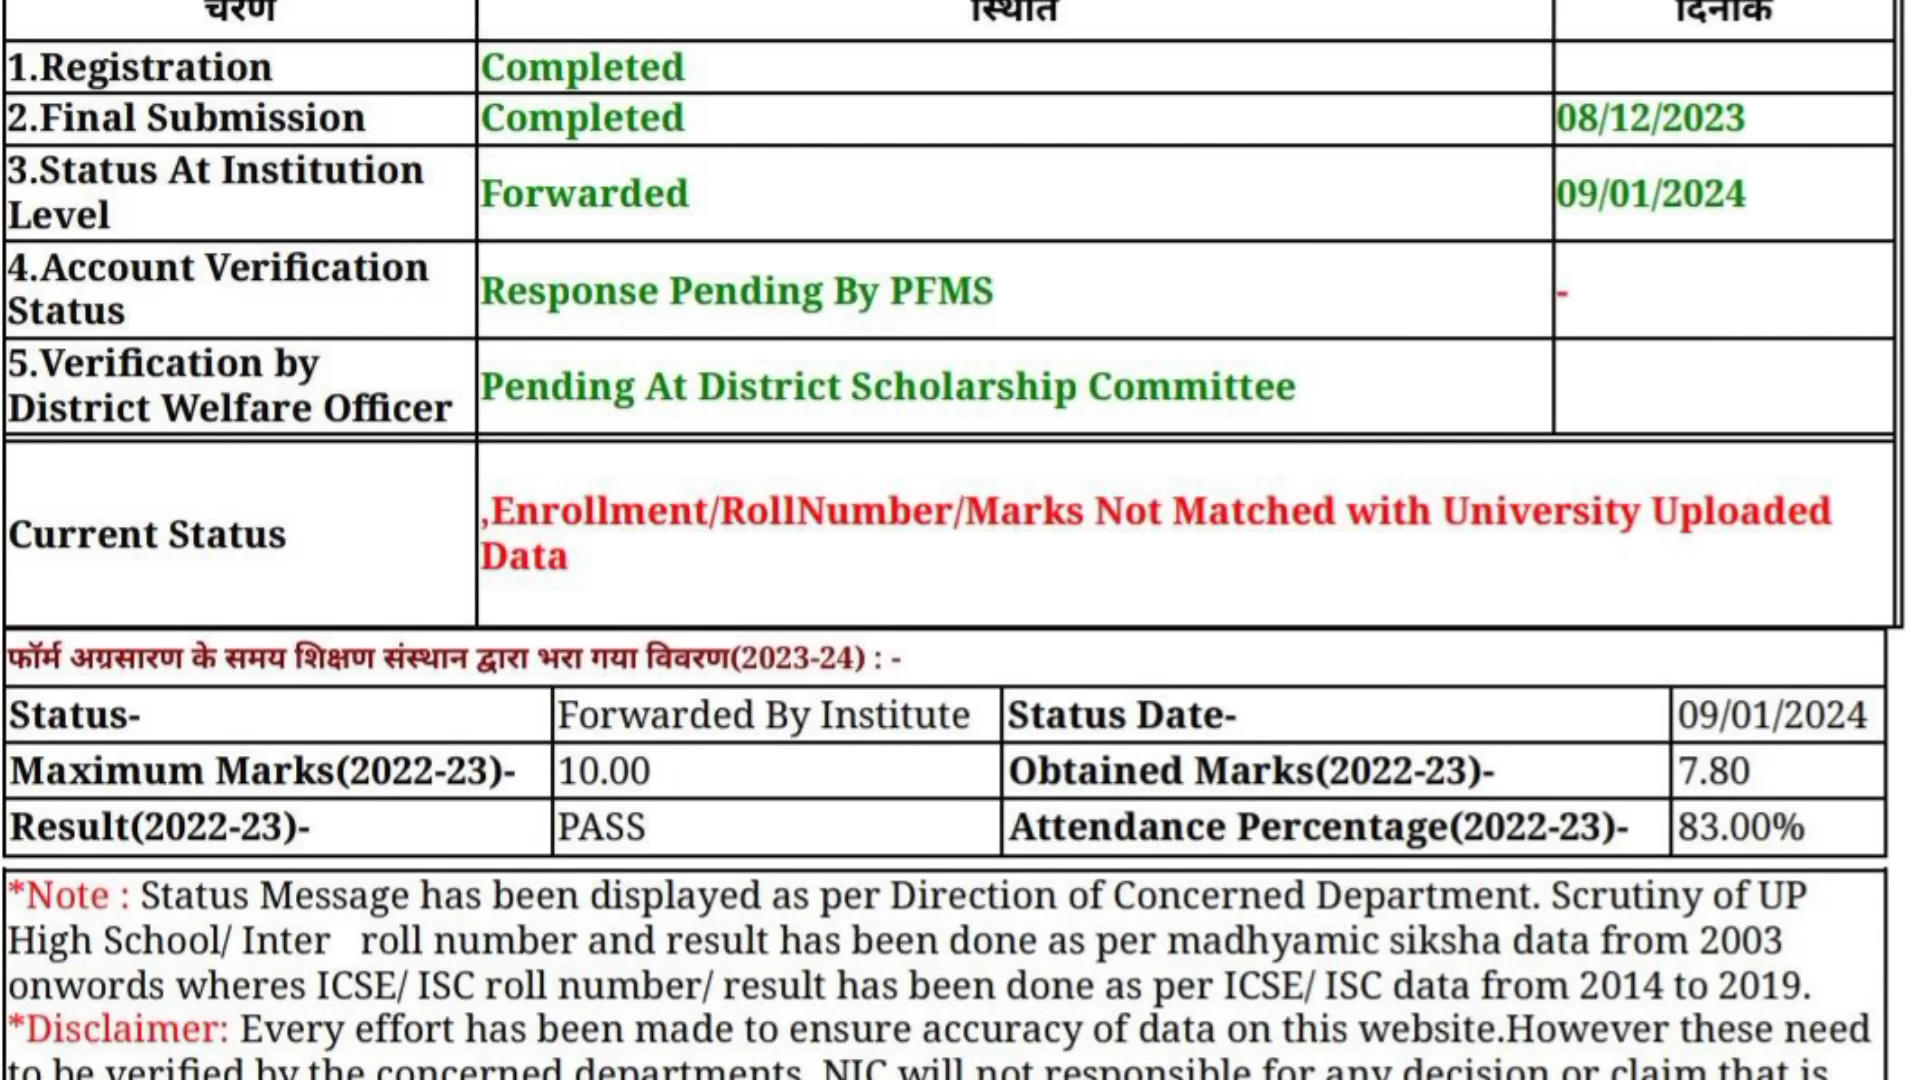 चरण स्थिति दिनांक
1.Registration Completed
2.Final Submission Completed 08/12/2023
3.Status At Institution Level Forwarded 09/01/2024
4.Account Verification Status Response Pending By PFMS -
5.Verification by District Welfare Officer Pending At District Scholarship Committee
Current Status ,Enrollment/RollNumber/Marks Not Matched with University Uploaded Data
फॉर्म अग्रसारण के समय शिक्षण संस्थान द्वारा भरा गया विवरण(2023-24) : -
Status- Forwarded By Institute Status Date- 09/01/2024
Maximum Marks(2022-23)- 10.00 Obtained Marks(2022-23)- 7.80
Result(2022-23)- PASS Attendance Percentage(2022-23)- 83.00%
*Note : Status Message has been displayed as per Direction of Concerned Department. Scrutiny of UP
High School/ Inter roll number and result has been done as per madhyamic siksha data from 2003
onwords wheres ICSE/ ISC roll number/ result has been done as per ICSE/ ISC data from 2014 to 2019.
*Disclaimer: Every effort has been made to ensure accuracy of data on this website.However these need
to be verified by the concerned departments. NIC will not responsible for any decision or claim that is